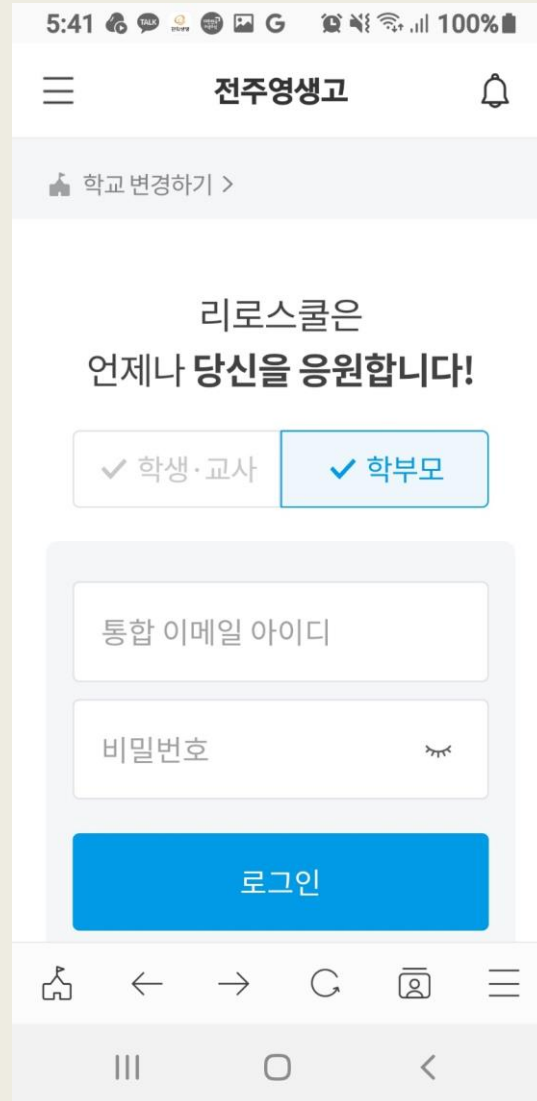 5:41 TALK G 100%
전주영생고
학교 변경하기 >
리로스쿨은
언제나 당신을 응원합니다!
학생·교사 학부모
통합 이메일 아이디
비밀번호
로그인